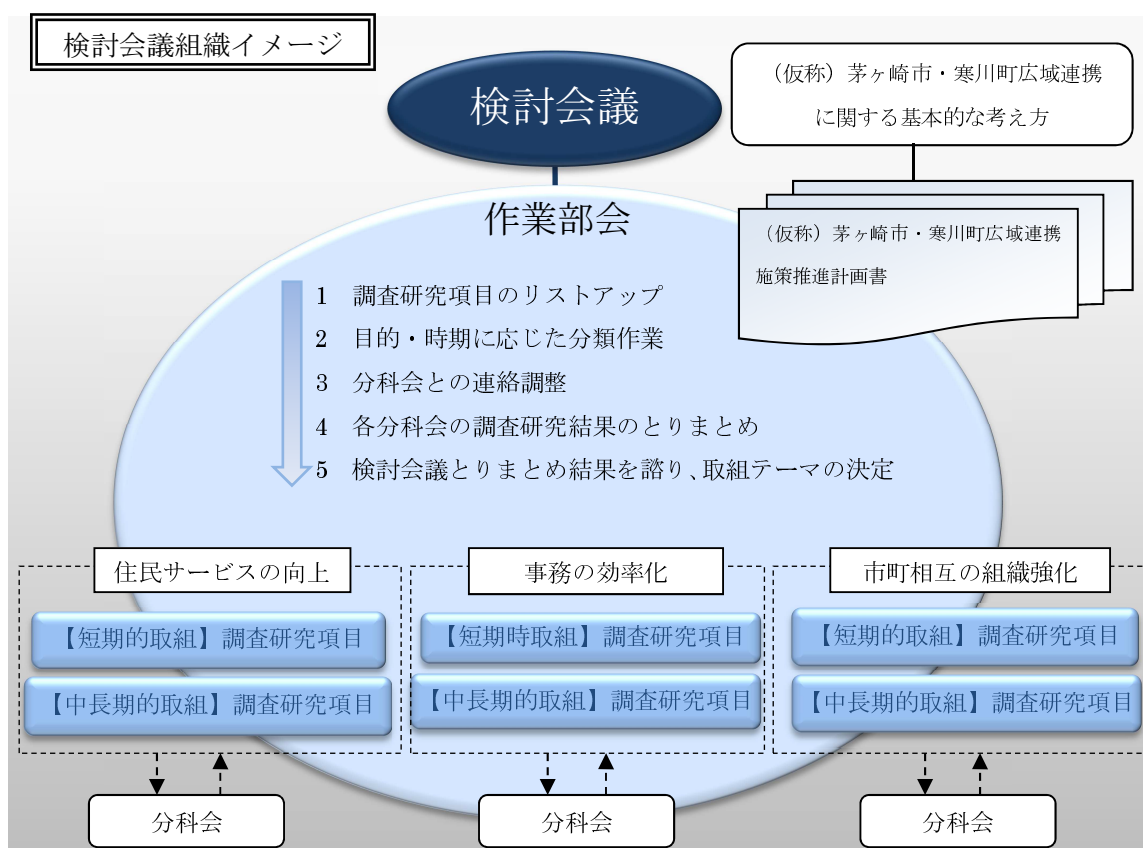 検討会議組織イメージ
検討会議
（仮称）茅ヶ崎市・寒川町広域連携
に関する基本的な考え方
（仮称）茅ヶ崎市・寒川町広域連携
施策推進計画書
作業部会
1 調査研究項目のリストアップ
2 目的・時期に応じた分類作業
3 分科会との連絡調整
4 各分科会の調査研究結果のとりまとめ
5 検討会議とりまとめ結果を諮り、取組テーマの決定
住民サービスの向上
【短期的取組】調査研究項目
【中長期的取組】調査研究項目
分科会
事務の効率化
【短期時取組】調査研究項目
【中長期的取組】調査研究項目
分科会
市町相互の組織強化
【短期的取組】調査研究項目
【中長期的取組】調査研究項目
分科会